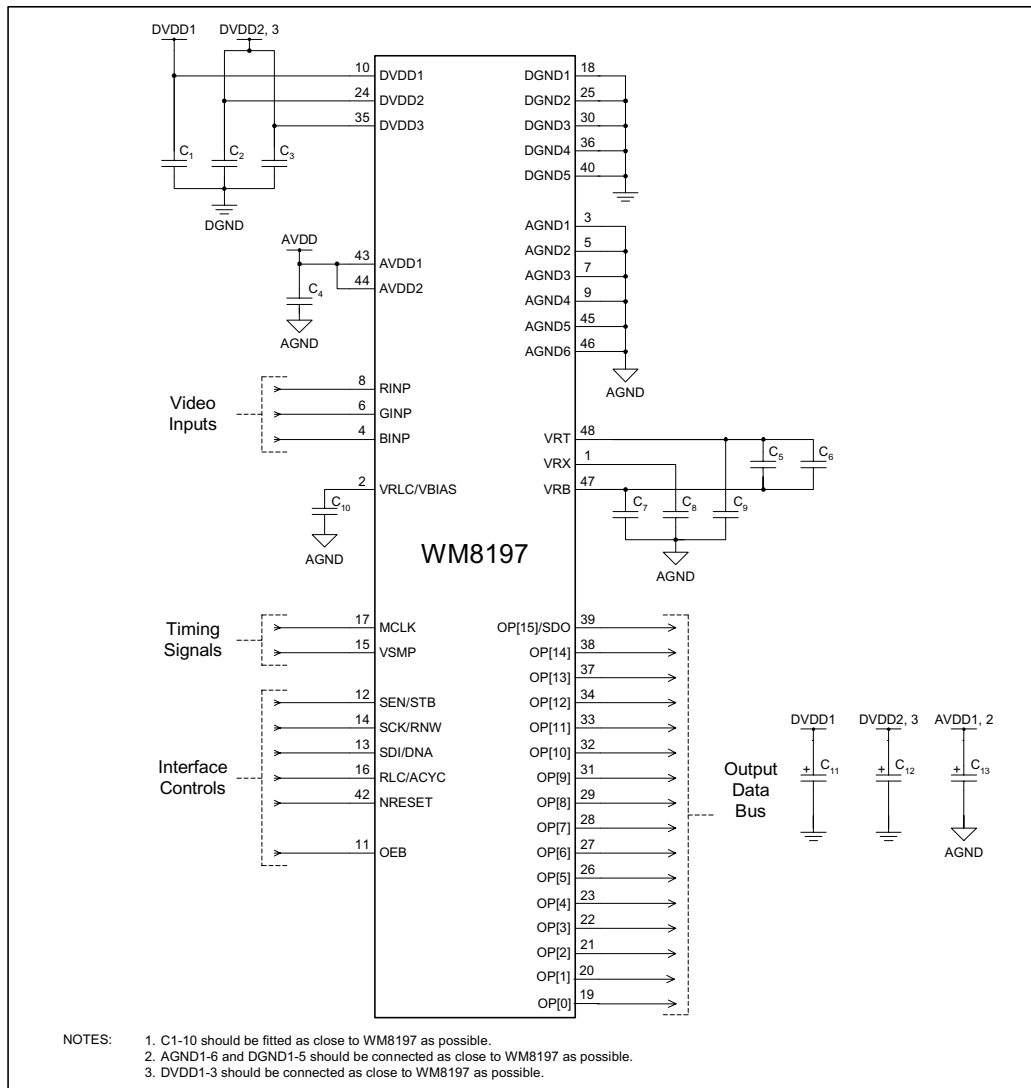 DVDD1 DVDD2, 3
10 DVDD1
24 DVDD2
35 DVDD3
C1 C2 C3
DGND
AVDD
43 AVDD1
44 AVDD2
C4
AGND
Video
Inputs
8 RINP
6 GINP
4 BINP
2 VRLC/VBIAS
C10
AGND
WM8197
Timing
Signals
17 MCLK
15 VSMP
Interface
Controls
12 SEN/STB
14 SCK/RNW
13 SDI/DNA
16 RLC/ACYC
42 NRESET
11 OEB
DGND1 18
DGND2 25
DGND3 30
DGND4 36
DGND5 40
AGND1 3
AGND2 5
AGND3 7
AGND4 9
AGND5 45
AGND6 46
AGND
VRT 48
VRX 1
VRB 47
C5 C6
C7 C8 C9
AGND
OP[15]/SDO 39
OP[14] 38
OP[13] 37
OP[12] 34
OP[11] 33
OP[10] 32
OP[9] 31
OP[8] 29
OP[7] 28
OP[6] 27
OP[5] 26
OP[4] 23
OP[3] 22
OP[2] 21
OP[1] 20
OP[0] 19
Output
Data
Bus
DVDD1 DVDD2, 3 AVDD1, 2
+ C11 + C12 + C13
AGND
NOTES: 1. C1-10 should be fitted as close to WM8197 as possible.
2. AGND1-6 and DGND1-5 should be connected as close to WM8197 as possible.
3. DVDD1-3 should be connected as close to WM8197 as possible.